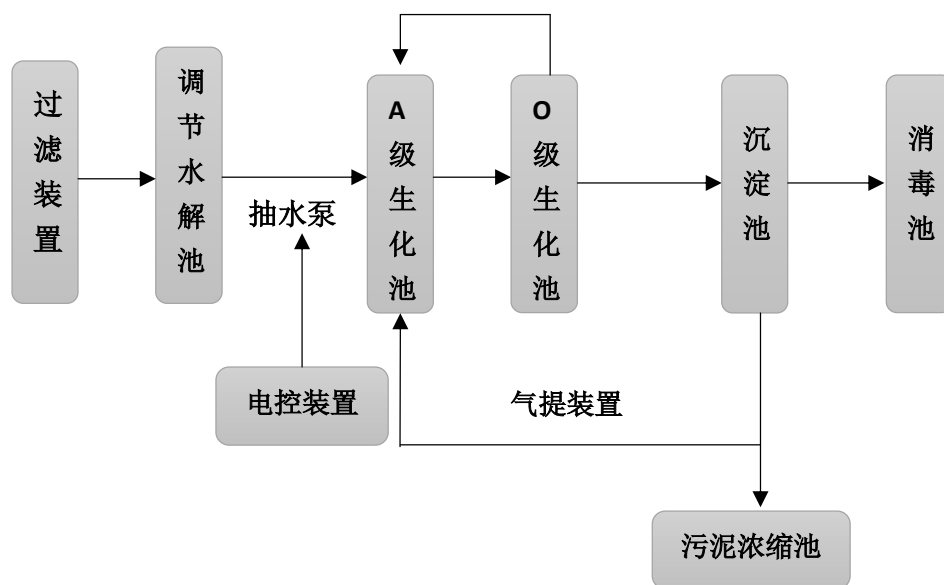 过滤装置
调节水解池
抽水泵
A级生化池
O级生化池
沉淀池
消毒池
电控装置
气提装置
污泥浓缩池